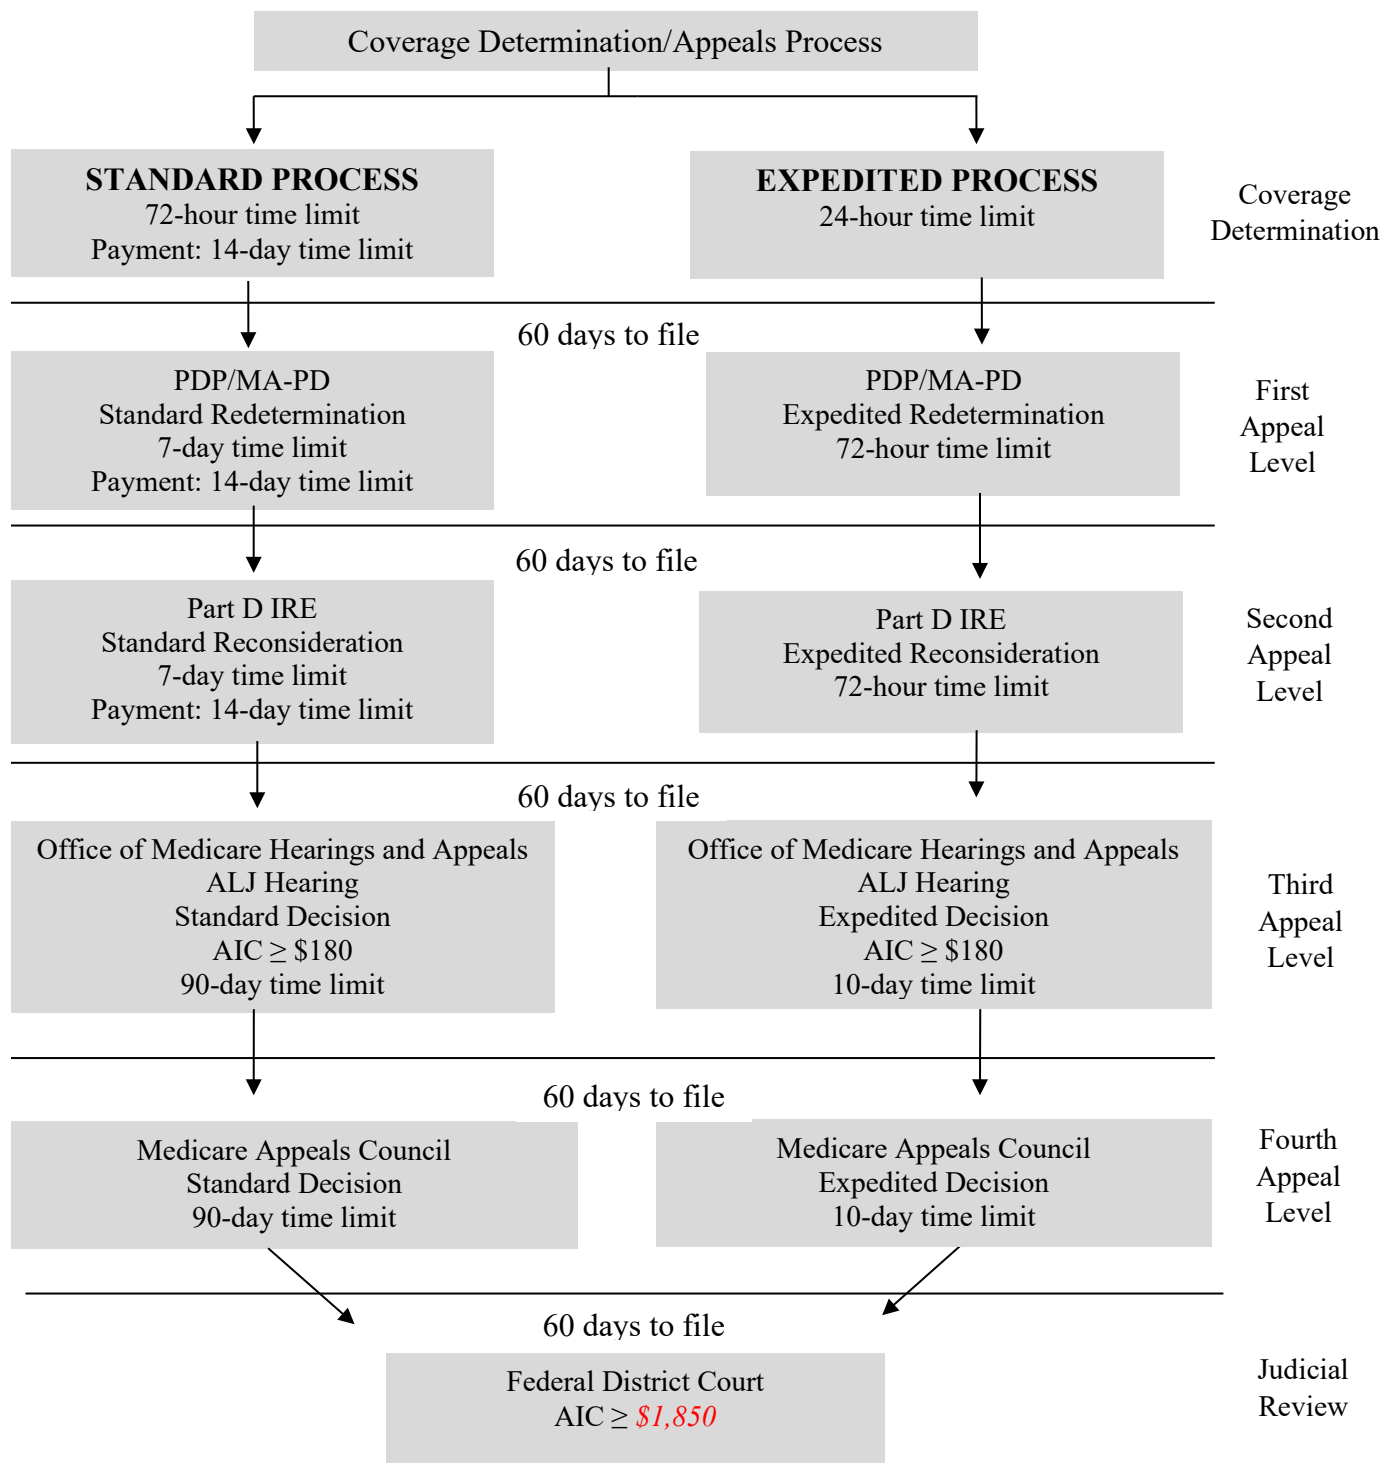 Coverage Determination/Appeals Process
STANDARD PROCESS
72-hour time limit
Payment: 14-day time limit
EXPEDITED PROCESS
24-hour time limit
Coverage
Determination
60 days to file
PDP/MA-PD
Standard Redetermination
7-day time limit
Payment: 14-day time limit
PDP/MA-PD
Expedited Redetermination
72-hour time limit
First
Appeal
Level
60 days to file
Part D IRE
Standard Reconsideration
7-day time limit
Payment: 14-day time limit
Part D IRE
Expedited Reconsideration
72-hour time limit
Second
Appeal
Level
60 days to file
Office of Medicare Hearings and Appeals
ALJ Hearing
Standard Decision
AIC ≥ $180
90-day time limit
Office of Medicare Hearings and Appeals
ALJ Hearing
Expedited Decision
AIC ≥ $180
10-day time limit
Third
Appeal
Level
60 days to file
Medicare Appeals Council
Standard Decision
90-day time limit
Medicare Appeals Council
Expedited Decision
10-day time limit
Fourth
Appeal
Level
60 days to file
Federal District Court
AIC ≥ $1,850
Judicial
Review